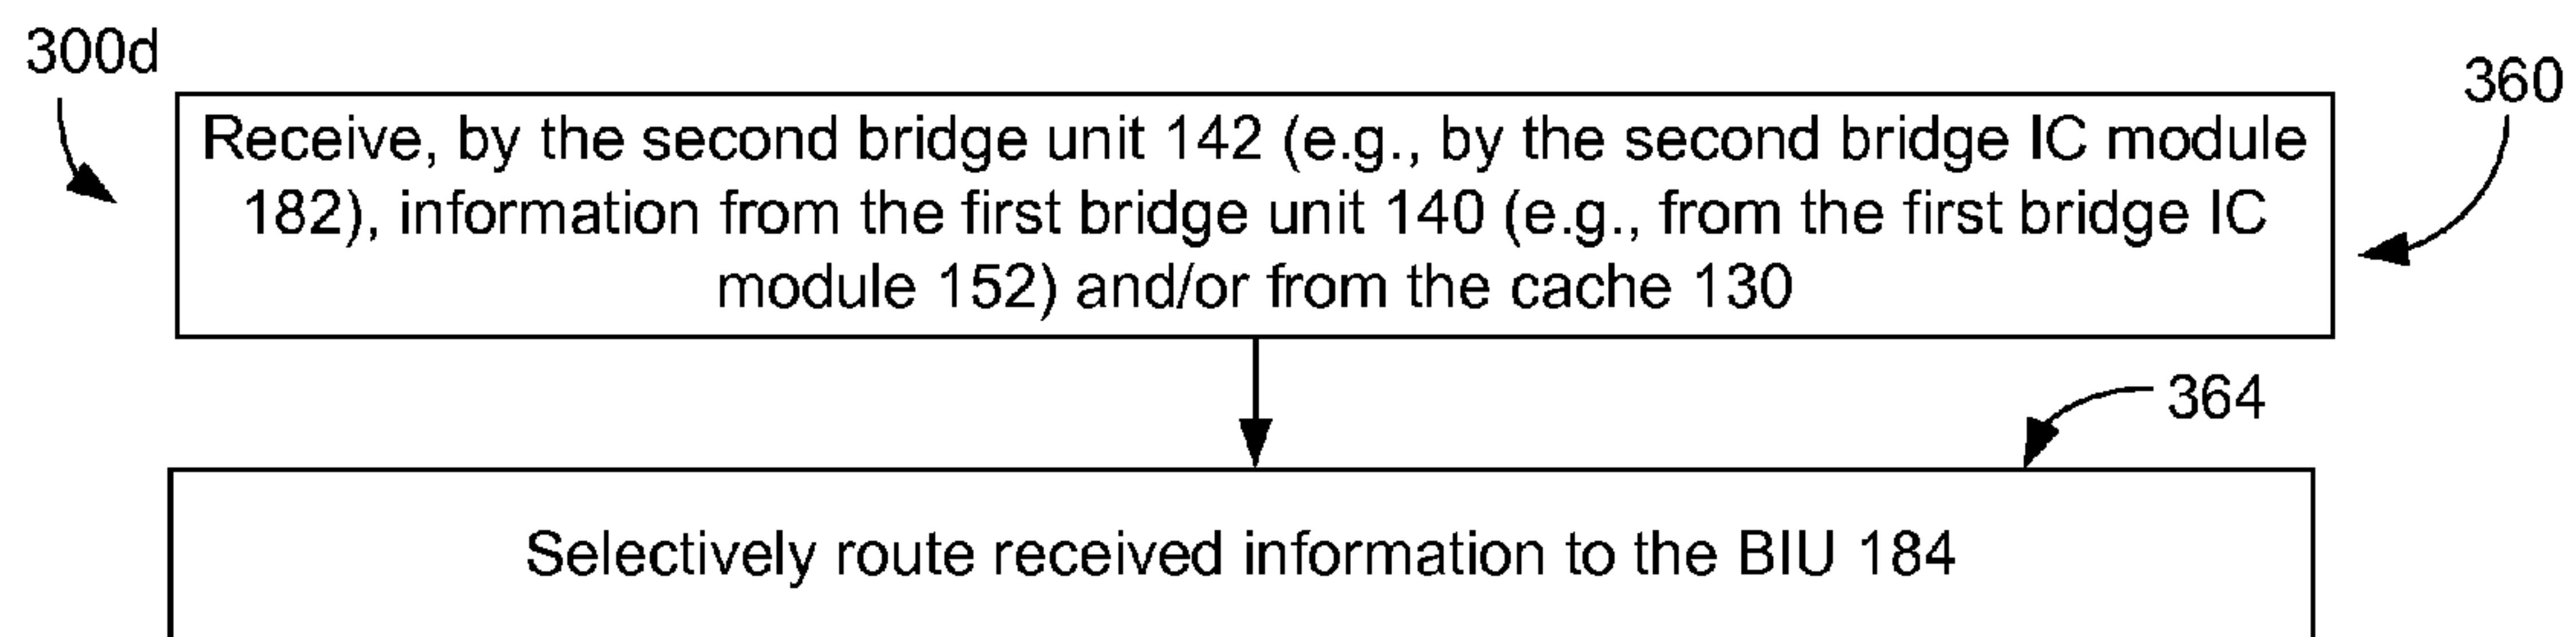 300d
360
Receive, by the second bridge unit 142 (e.g., by the second bridge IC module
182), information from the first bridge unit 140 (e.g., from the first bridge IC
module 152) and/or from the cache 130
364
Selectively route received information to the BIU 184